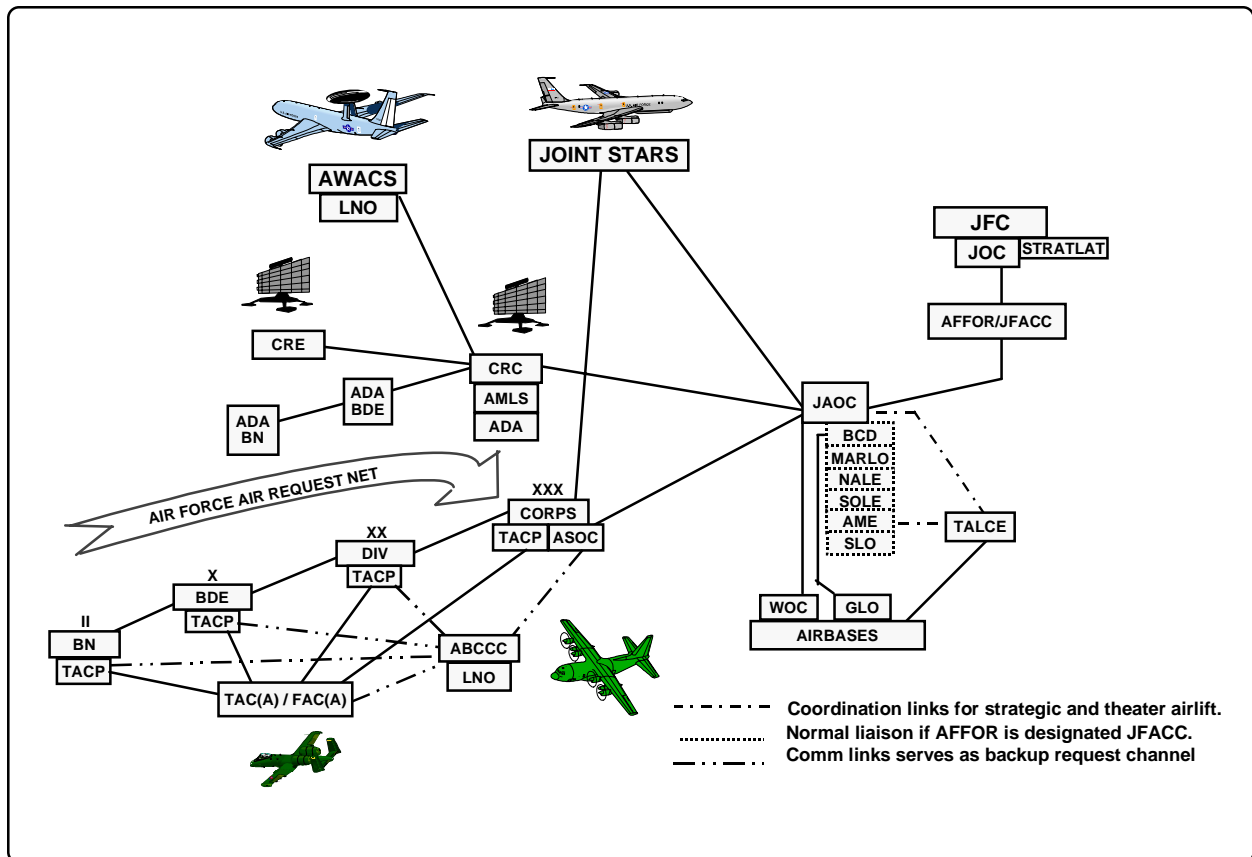 JOINT STARS
AWACS
LNO
JFC
JOC
STRATLAT
AFFOR/JFACC
CRE
CRC
AMLS
ADA
ADA
BDE
ADA
BN
JAOC
BCD
MARLO
NALE
SOLE
AME
SLO
TALCE
AIR FORCE AIR REQUEST NET
XXX
CORPS
TACP
ASOC
XX
DIV
TACP
X
BDE
TACP
II
BN
TACP
ABCCC
LNO
TAC(A) / FAC(A)
WOC
GLO
AIRBASES
Coordination links for strategic and theater airlift.
Normal liaison if AFFOR is designated JFACC.
Comm links serves as backup request channel